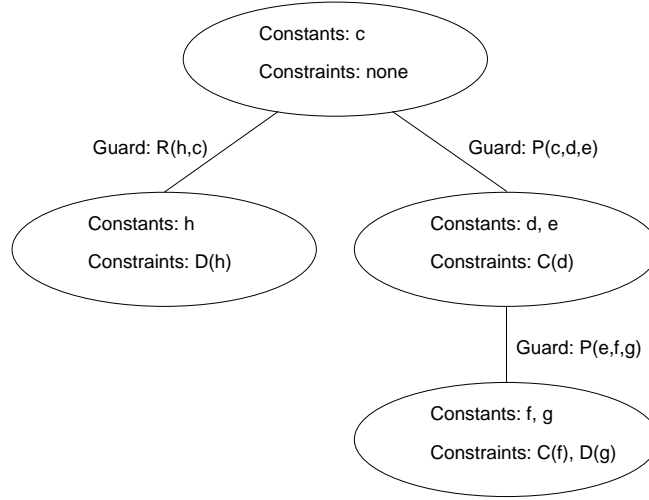 Constants: c
Constraints: none
Guard: R(h,c)
Guard: P(c,d,e)
Constants: h
Constraints: D(h)
Constants: d, e
Constraints: C(d)
Guard: P(e,f,g)
Constants: f, g
Constraints: C(f), D(g)